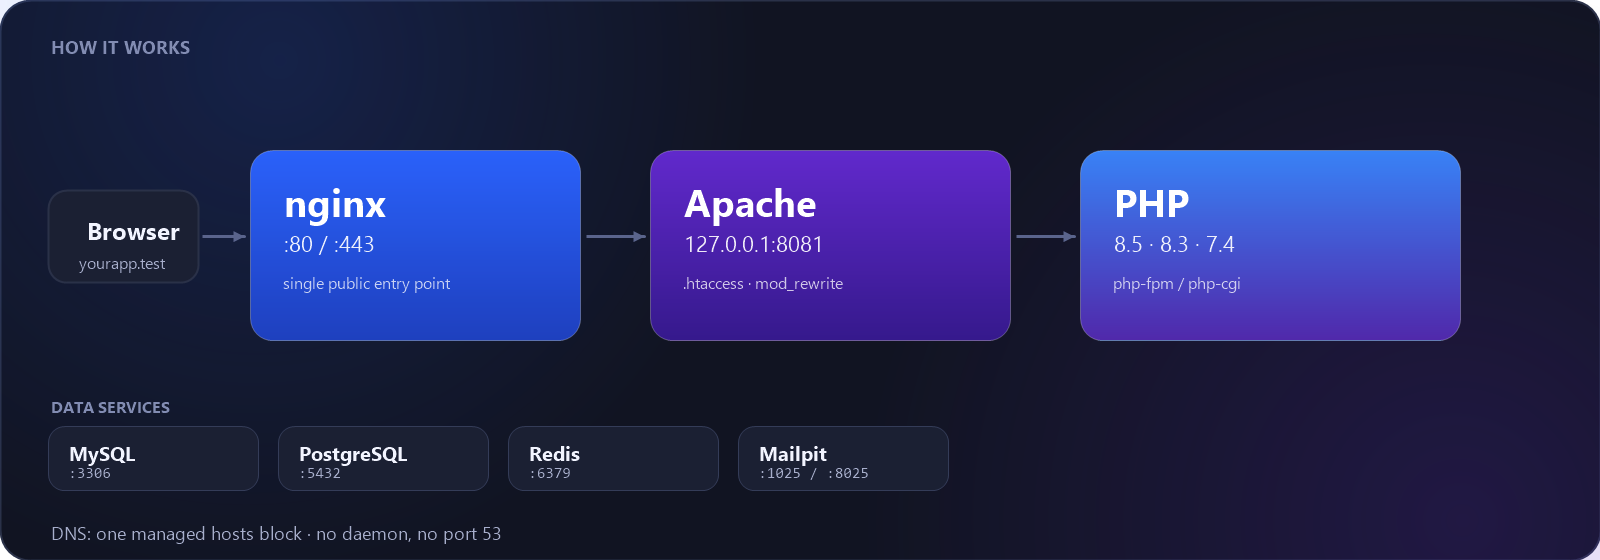 HOW IT WORKS
Browser
yourapp.test
nginx
:80 / :443
single public entry point
Apache
127.0.0.1:8081
.htaccess · mod_rewrite
PHP
8.5 · 8.3 · 7.4
php-fpm / php-cgi
DATA SERVICES
MySQL
:3306
PostgreSQL
:5432
Redis
:6379
Mailpit
:1025 / :8025
DNS: one managed hosts block · no daemon, no port 53